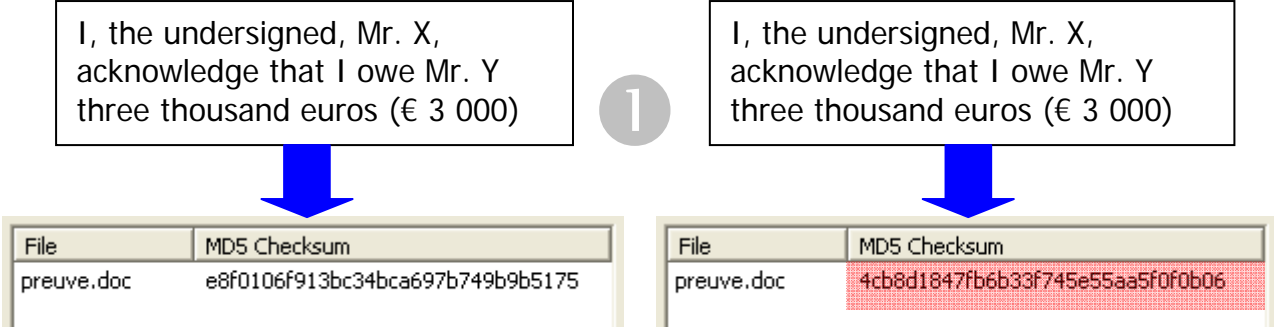 I, the undersigned, Mr. X,
acknowledge that I owe Mr. Y
three thousand euros (€ 3 000)
1
I, the undersigned, Mr. X,
acknowledge that I owe Mr. Y
three thousand euros (€ 3 000)
File MD5 Checksum
preuve.doc e8f0106f913bc34bca697b749b9b5175
File MD5 Checksum
preuve.doc 4cb8d1847fb6b33f745e55aa5f0f0b06